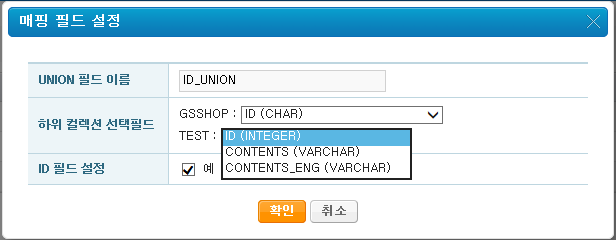 매핑 필드 설정
UNION 필드 이름 ID_UNION
하위 컬렉션 선택필드 GSSHOP : ID (CHAR)
TEST : ID (INTEGER)
CONTENTS (VARCHAR)
CONTENTS_ENG (VARCHAR)
ID 필드 설정 예
확인 취소